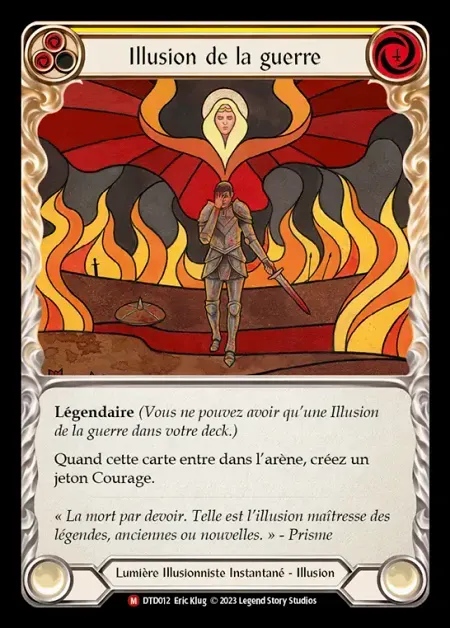 Illusion de la guerre
Légendaire (Vous ne pouvez avoir qu'une Illusion
de la guerre dans votre deck.)
Quand cette carte entre dans l'arène, créez un
jeton Courage.
« La mort par devoir. Telle est l'illusion maîtresse des
légendes, anciennes ou nouvelles. » - Prisme
Lumière Illusionniste Instantané - Illusion
M DTD012 Eric Klug © 2023 Legend Story Studios